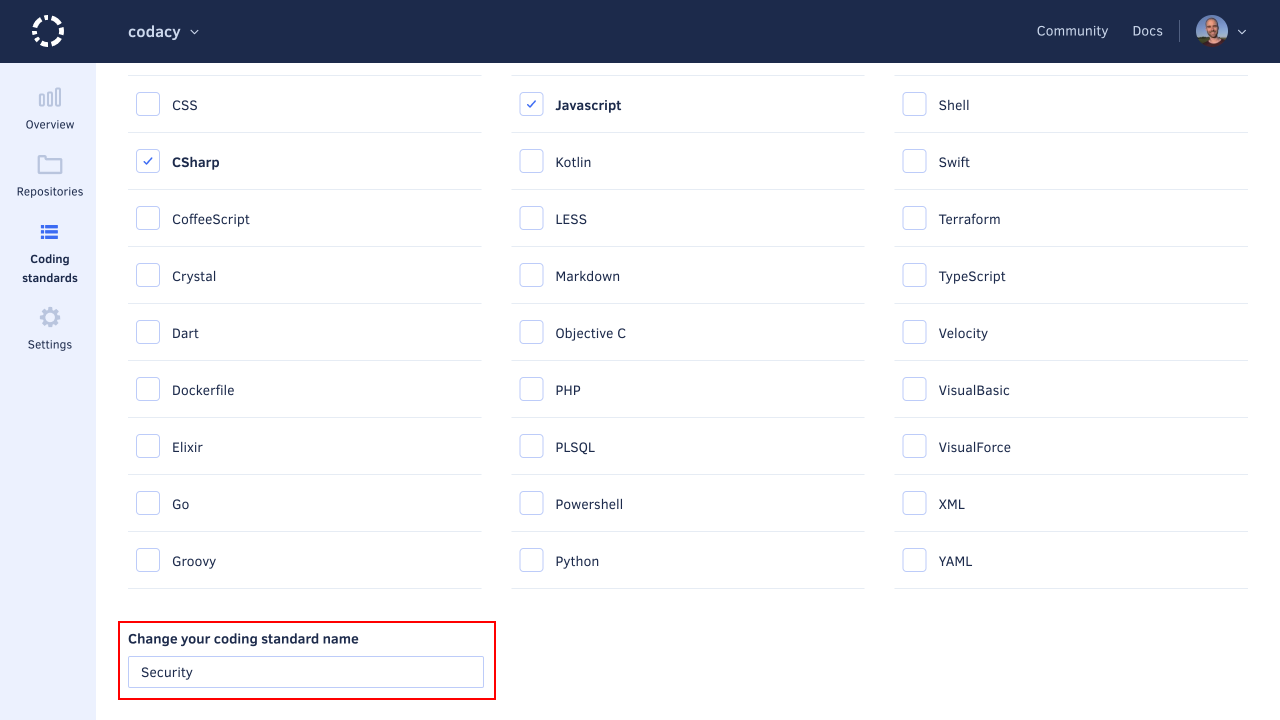 codacy
Community
Docs
Overview
Repositories
Coding
standards
Settings
CSS
CSharp
CoffeeScript
Crystal
Dart
Dockerfile
Elixir
Go
Groovy
Javascript
Kotlin
LESS
Markdown
Objective C
PHP
PLSQL
Powershell
Python
Shell
Swift
Terraform
TypeScript
Velocity
VisualBasic
VisualForce
XML
YAML
Change your coding standard name
Security